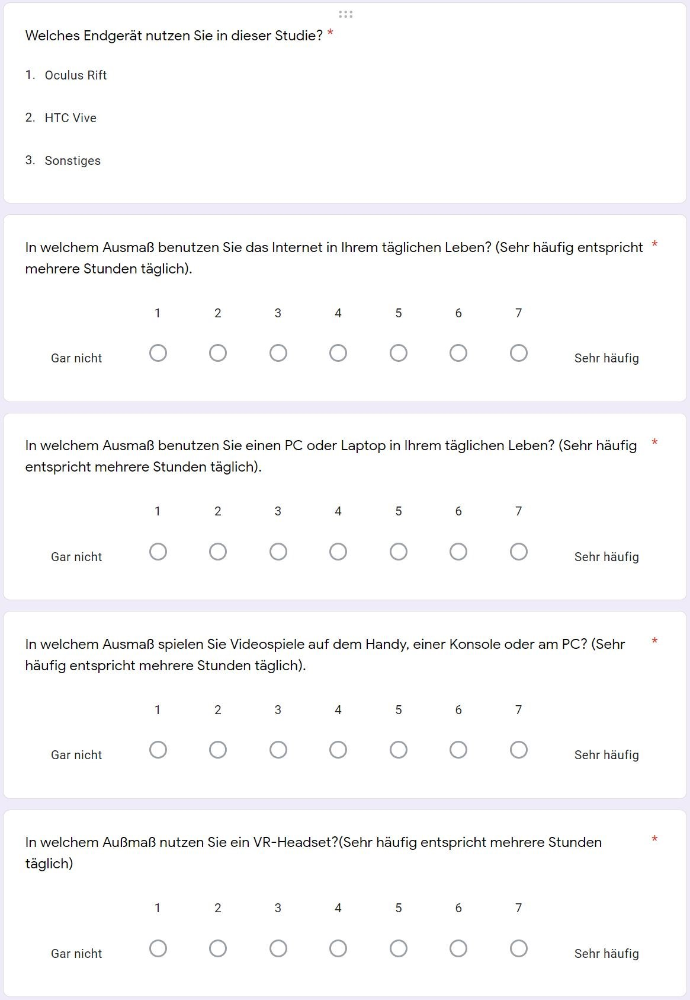 Welches Endgerät nutzen Sie in dieser Studie? *
1. Oculus Rift
2. HTC Vive
3. Sonstiges
In welchem Ausmaß benutzen Sie das Internet in Ihrem täglichen Leben? (Sehr häufig entspricht *
mehrere Stunden täglich).
1 2 3 4 5 6 7
Gar nicht Sehr häufig
In welchem Ausmaß benutzen Sie einen PC oder Laptop in Ihrem täglichen Leben? (Sehr häufig *
entspricht mehrere Stunden täglich).
1 2 3 4 5 6 7
Gar nicht Sehr häufig
In welchem Ausmaß spielen Sie Videospiele auf dem Handy, einer Konsole oder am PC? (Sehr *
häufig entspricht mehrere Stunden täglich).
1 2 3 4 5 6 7
Gar nicht Sehr häufig
In welchem Außmaß nutzen Sie ein VR-Headset?(Sehr häufig entspricht mehrere Stunden *
täglich)
1 2 3 4 5 6 7
Gar nicht Sehr häufig